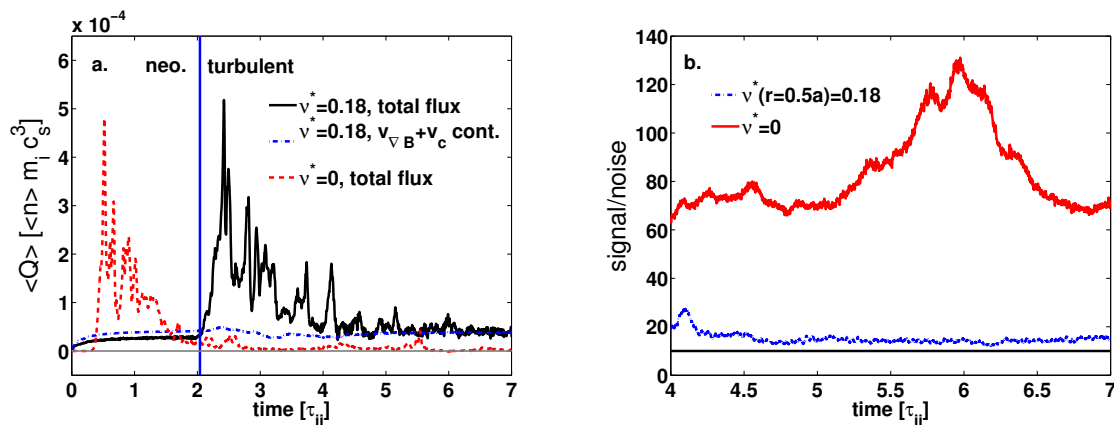 x 10⁻⁴
a. neo. turbulent
ν*=0.18, total flux
ν*=0.18, v∇B+vc cont.
ν*=0, total flux
<Q> [<n> mi cs³]
6
5
4
3
2
1
0
0 1 2 3 4 5 6 7
time [τii]
b.
ν*(r=0.5a)=0.18
ν*=0
signal/noise
140
120
100
80
60
40
20
0
4 4.5 5 5.5 6 6.5 7
time [τii]